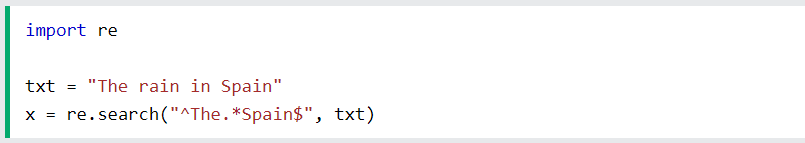 import re
txt = "The rain in Spain"
x = re.search("^The.*Spain$", txt)